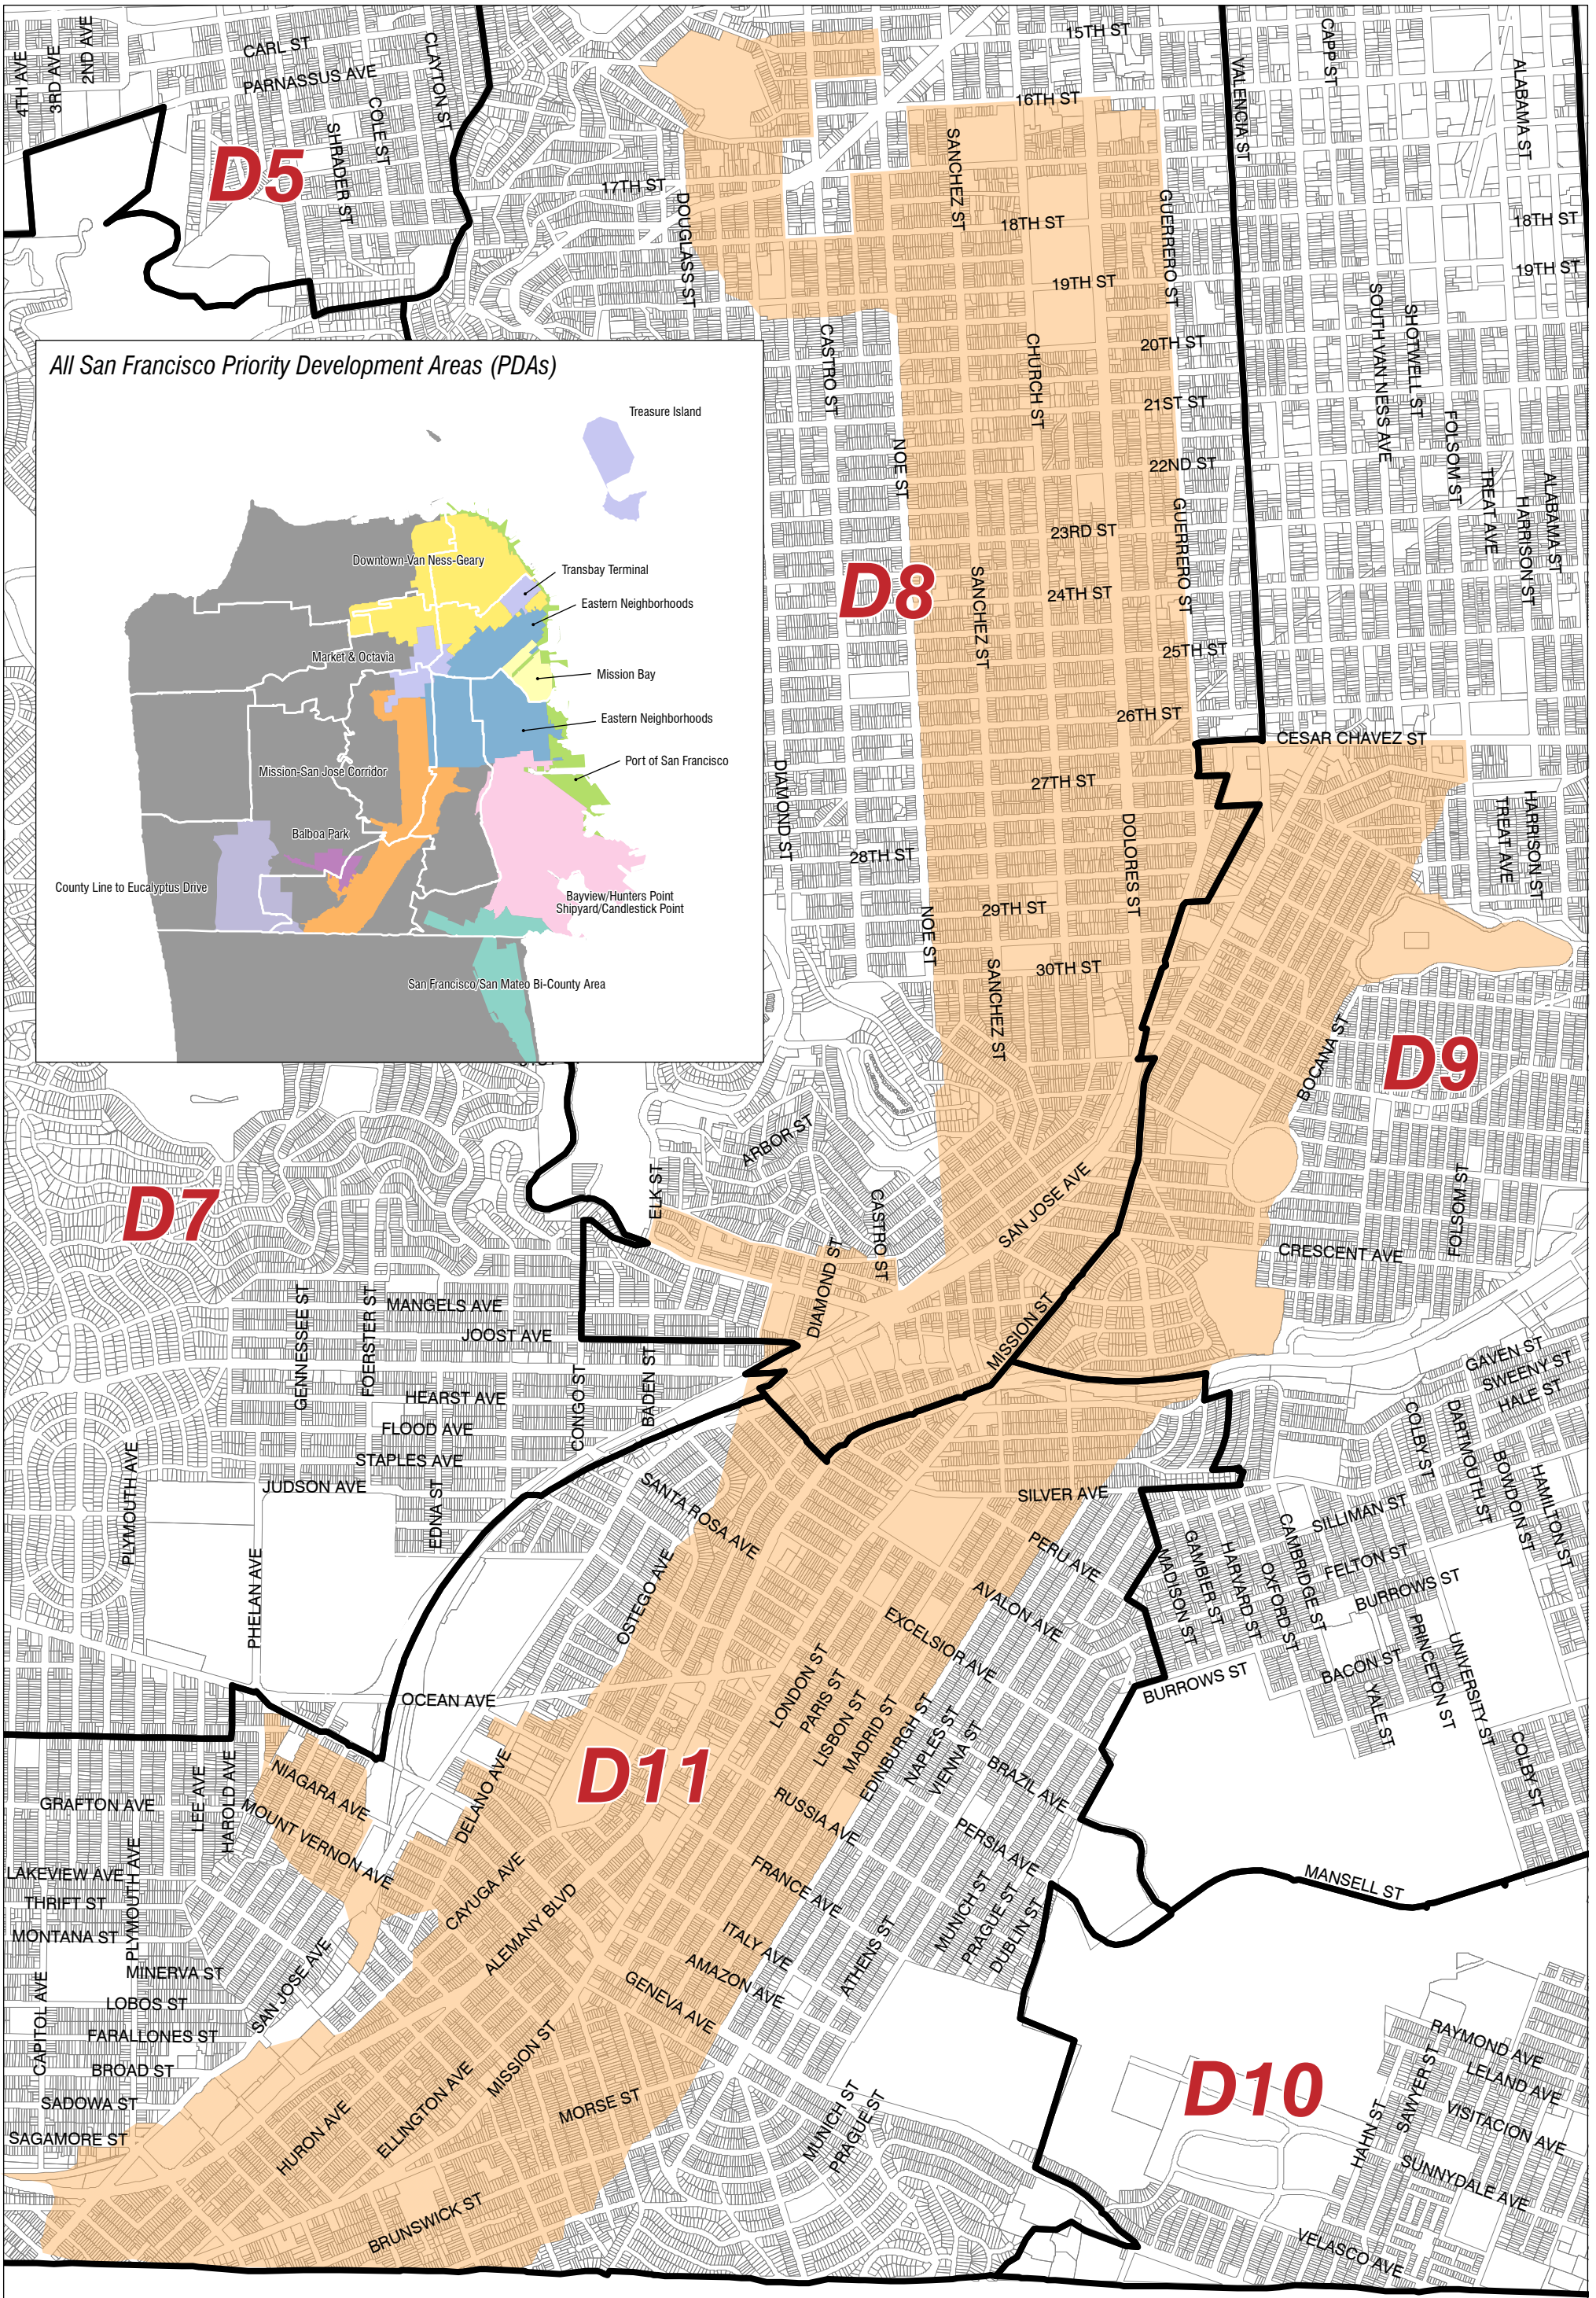 15TH ST
CARL ST
CLAYTON ST
CAPP ST
2ND AVE
3RD AVE
4TH AVE
PARNASSUS AVE
VALENCIA ST
ALABAMA ST
16TH ST
COLE ST
SHRADER ST
D5
SANCHEZ ST
17TH ST
DOUGLASS ST
18TH ST
GUERRERO ST
18TH ST
19TH ST
19TH ST
SOUTH VAN NESS AVE
SHOTWELL ST
20TH ST
CASTRO ST
CHURCH ST
All San Francisco Priority Development Areas (PDAs)
21ST ST
Treasure Island
NOE ST
22ND ST
FOLSOM ST
TREAT AVE
HARRISON ST
ALABAMA ST
GUERRERO ST
23RD ST
Downtown-Van Ness-Geary
Transbay Terminal
Eastern Neighborhoods
D8
SANCHEZ ST
24TH ST
Market & Octavia
25TH ST
Mission Bay
Eastern Neighborhoods
26TH ST
CESAR CHAVEZ ST
Port of San Francisco
Mission-San Jose Corridor
DIAMOND ST
27TH ST
TREAT AVE
HARRISON ST
Balboa Park
DOLORES ST
28TH ST
County Line to Eucalyptus Drive
Bayview/Hunters Point
Shipyard/Candlestick Point
29TH ST
NOE ST
30TH ST
San Francisco/San Mateo Bi-County Area
SANCHEZ ST
BOCANA ST
D9
ARBOR ST
ELK ST
D7
CASTRO ST
SAN JOSE AVE
FOLSOM ST
CRESCENT AVE
DIAMOND ST
MANGELS AVE
GENNESSEE ST
FOERSTER ST
JOOST AVE
MISSION ST
GAVEN ST
SWEENY ST
HALE ST
CONGO ST
BADEN ST
HEARST AVE
FLOOD AVE
STAPLES AVE
COLBY ST
DARTMOUTH ST
BOWDOIN ST
HAMILTON ST
JUDSON AVE
EDNA ST
PLYMOUTH AVE
SANTA ROSA AVE
SILVER AVE
SILLIMAN ST
PERU AVE
PHELAN AVE
OSTEGO AVE
MADISON ST
GAMBIER ST
HARVARD ST
OXFORD ST
CAMBRIDGE ST
FELTON ST
BURROWS ST
AVALON AVE
EXCELSIOR AVE
LONDON ST
PARIS ST
LISBON ST
MADRID ST
EDINBURGH ST
NAPLES ST
VIENNA ST
BURROWS ST
BACON ST
YALE ST
PRINCETON ST
UNIVERSITY ST
OCEAN AVE
COLBY ST
D11
DELANO AVE
NIAGARA AVE
MOUNT VERNON AVE
LEE AVE
HAROLD AVE
GRAFTON AVE
BRAZIL AVE
RUSSIA AVE
PERSIA AVE
LAKEVIEW AVE
THRIFT ST
MONTANA ST
PLYMOUTH AVE
CAYUGA AVE
ALEMANY BLVD
FRANCE AVE
MUNICH ST
PRAGUE ST
DUBLIN ST
MANSELL ST
ITALY AVE
AMAZON AVE
ATHENS ST
GENEVA AVE
MINERVA ST
SAN JOSE AVE
LOBOS ST
CAPITOL AVE
FARALLONES ST
BROAD ST
SADOWA ST
SAGAMORE ST
MISSION ST
ELLINGTON AVE
HURON AVE
MORSE ST
MUNICH ST
PRAGUE ST
D10
RAYMOND AVE
LELAND AVE
SAWYER ST
HAHN ST
VISITACION AVE
SUNNYDALE AVE
BRUNSWICK ST
VELASCO AVE